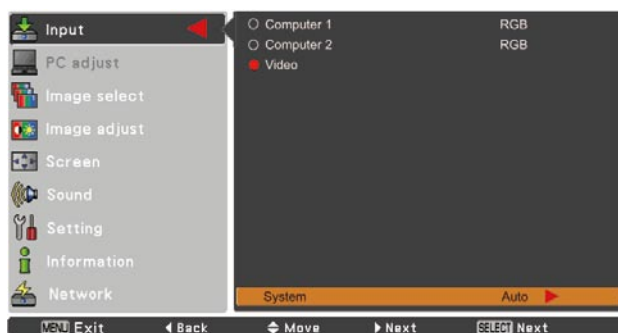 Input
PC adjust
Image select
Image adjust
Screen
Sound
Setting
Information
Network
Computer 1 RGB
Computer 2 RGB
Video
System Auto
MENU Exit Back Move Next SELECT Next